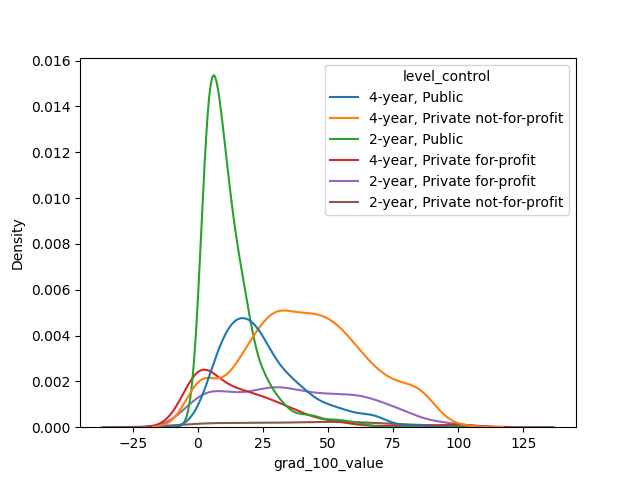 0.016
0.014
0.012
0.010
0.008
0.006
0.004
0.002
0.000
Density
level_control
4-year, Public
4-year, Private not-for-profit
2-year, Public
4-year, Private for-profit
2-year, Private for-profit
2-year, Private not-for-profit
−25 0 25 50 75 100 125
grad_100_value